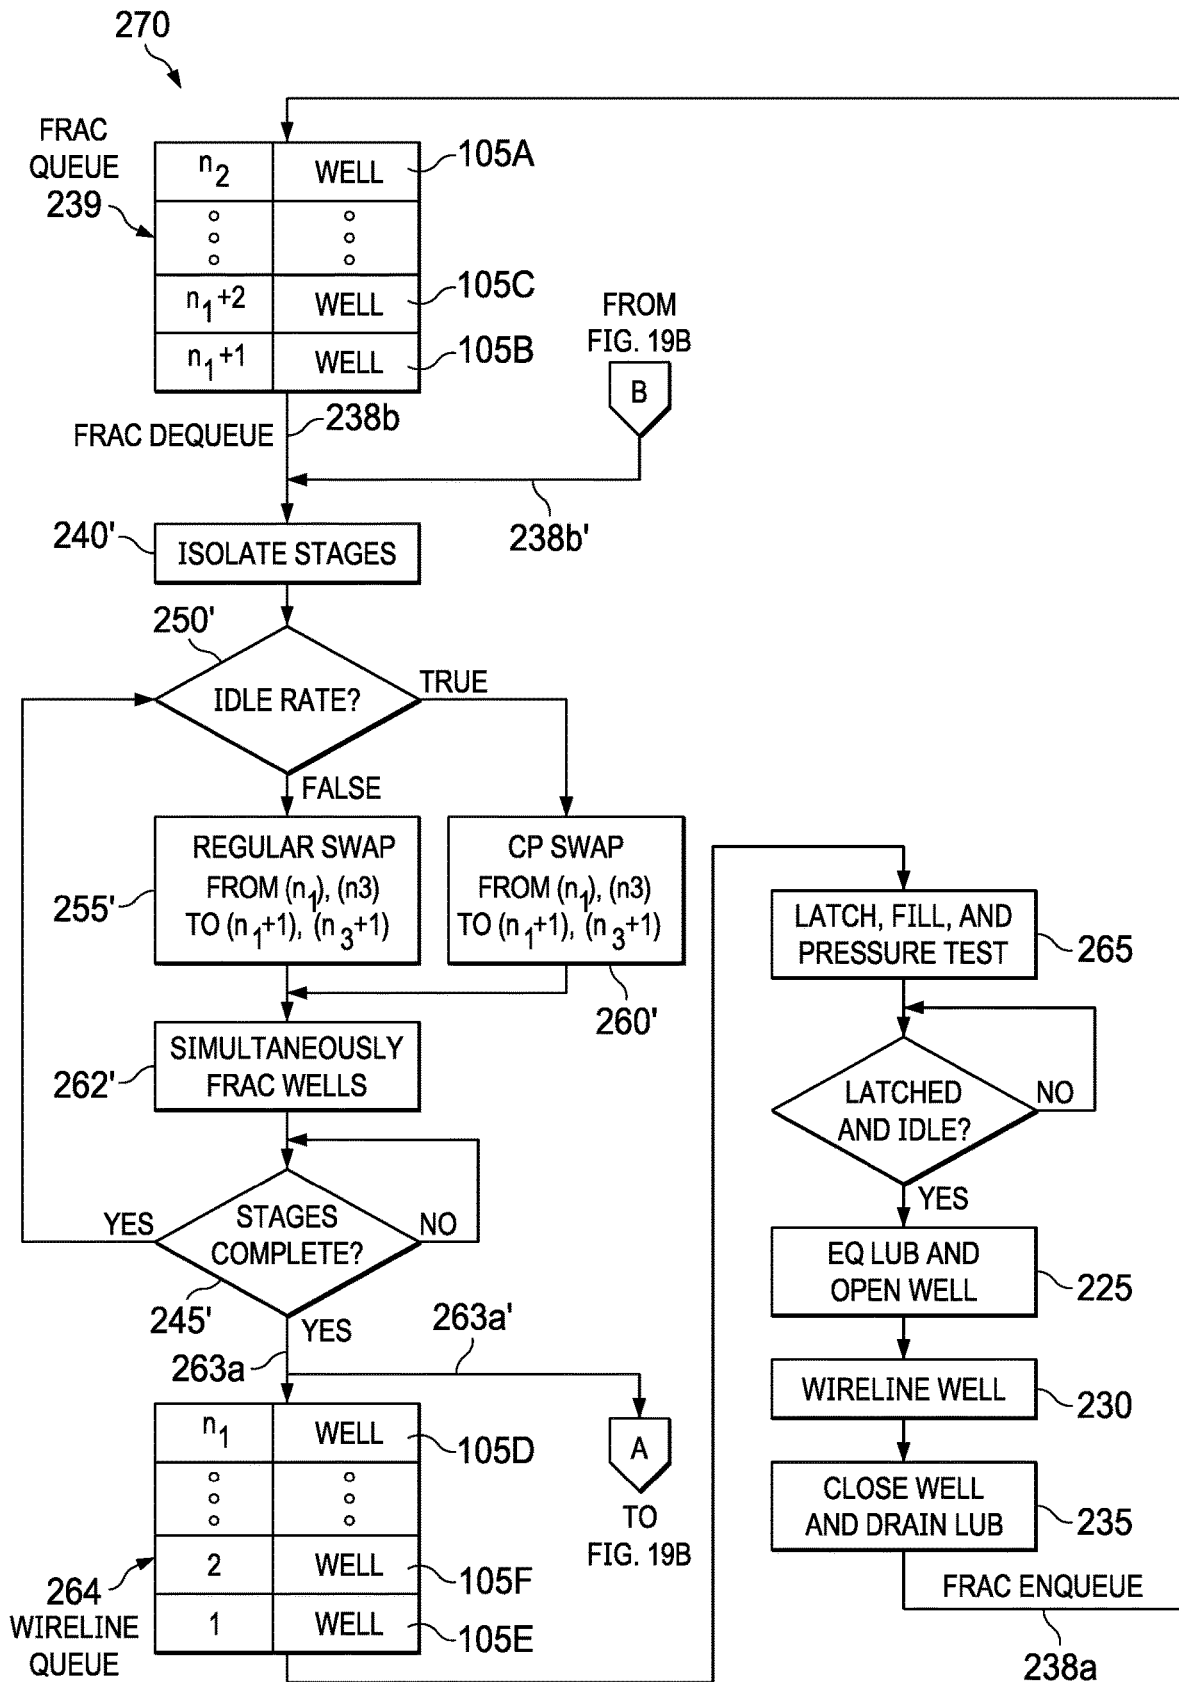 270
FRAC
QUEUE
239
n2 WELL 105A
n1+2 WELL 105C
n1+1 WELL 105B
FROM
FIG. 19B
B
FRAC DEQUEUE
238b
238b'
240'
ISOLATE STAGES
250'
IDLE RATE?
TRUE
FALSE
REGULAR SWAP
FROM (n1), (n3)
TO (n1+1), (n3+1)
255'
CP SWAP
FROM (n1), (n3)
TO (n1+1), (n3+1)
260'
SIMULTANEOUSLY
FRAC WELLS
262'
STAGES
COMPLETE?
YES
NO
245'
YES
263a
263a'
A
TO
FIG. 19B
n1 WELL 105D
2 WELL 105F
1 WELL 105E
264
WIRELINE
QUEUE
LATCH, FILL, AND
PRESSURE TEST
265
LATCHED
AND IDLE?
NO
YES
EQ LUB AND
OPEN WELL
225
WIRELINE WELL
230
CLOSE WELL
AND DRAIN LUB
235
FRAC ENQUEUE
238a